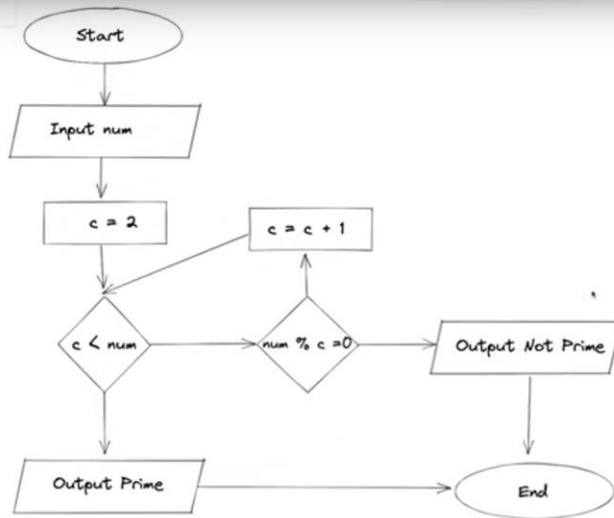 Start
Input num
c = 2
c = c + 1
c < num
num % c =0
Output Not Prime
Output Prime
End